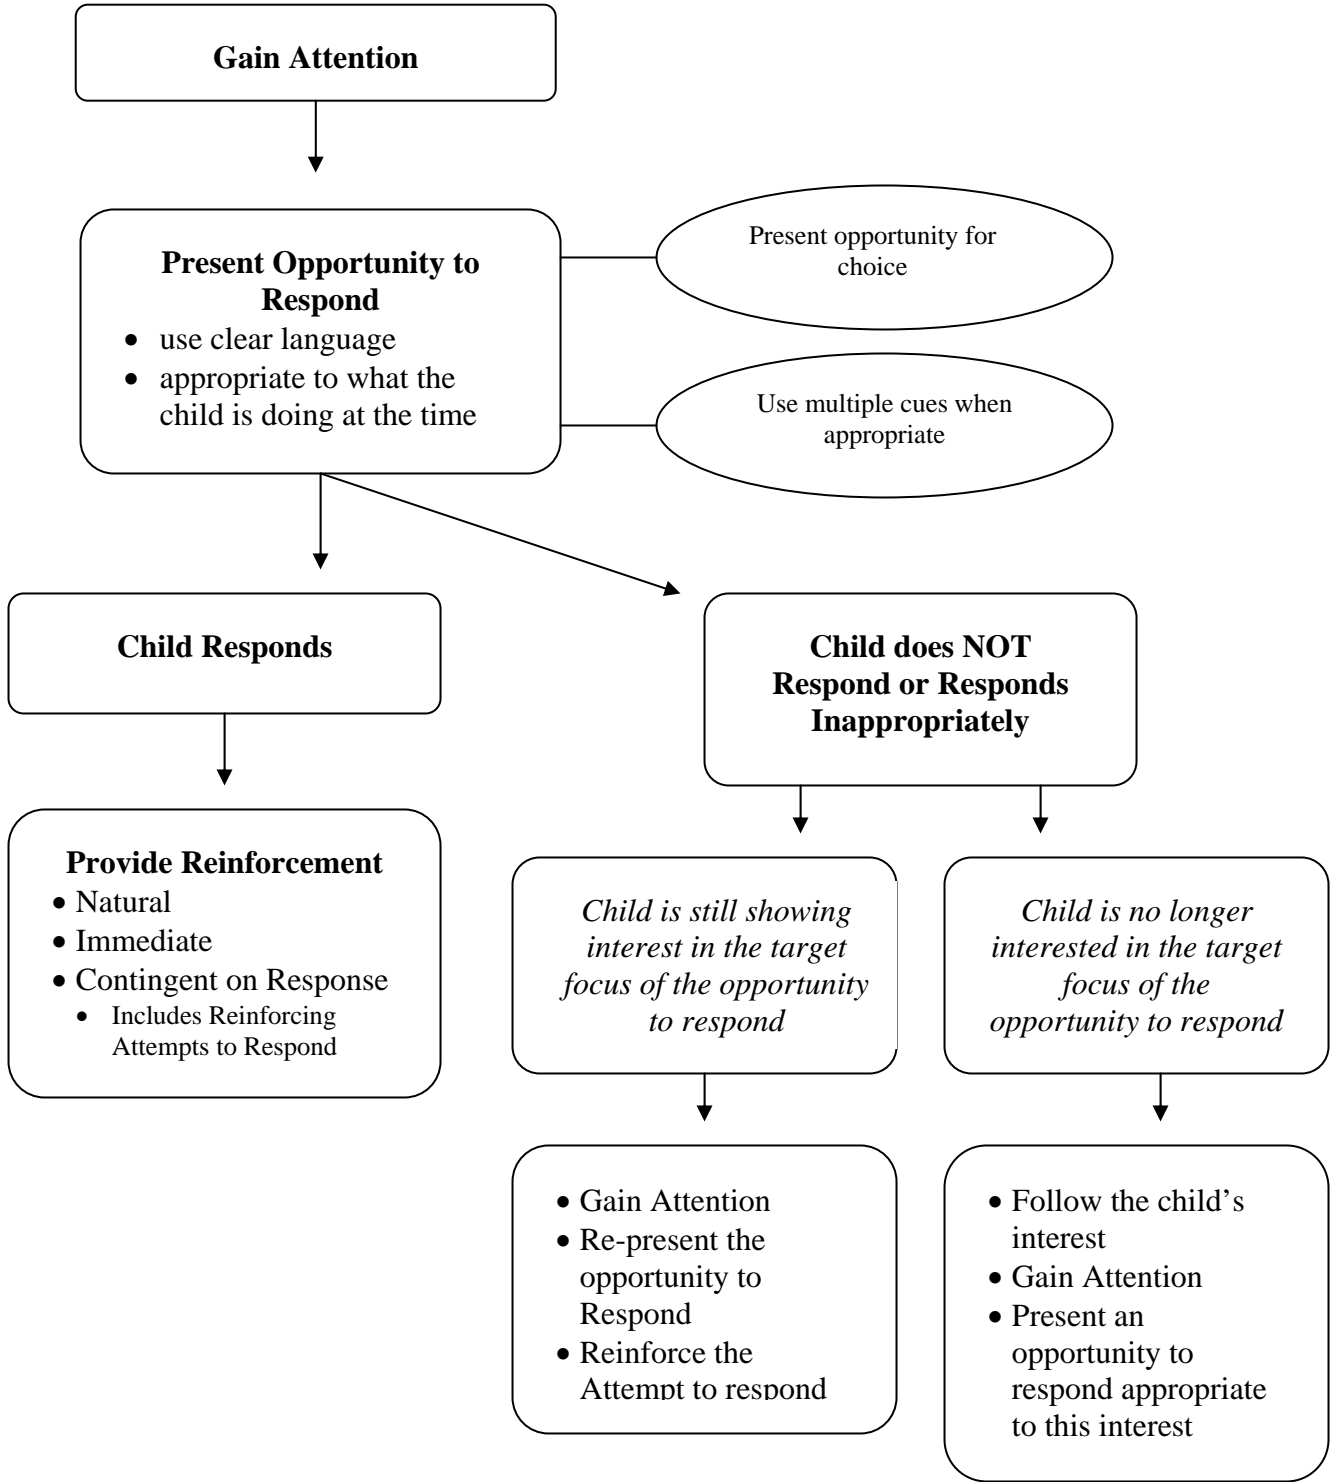 Gain Attention
Present Opportunity to
Respond
• use clear language
• appropriate to what the
child is doing at the time
Present opportunity for
choice
Use multiple cues when
appropriate
Child Responds
Child does NOT
Respond or Responds
Inappropriately
Provide Reinforcement
• Natural
• Immediate
• Contingent on Response
• Includes Reinforcing
Attempts to Respond
Child is still showing
interest in the target
focus of the opportunity
to respond
Child is no longer
interested in the target
focus of the
opportunity to respond
• Gain Attention
• Re-present the
opportunity to
Respond
• Reinforce the
Attempt to respond
• Follow the child's
interest
• Gain Attention
• Present an
opportunity to
respond appropriate
to this interest